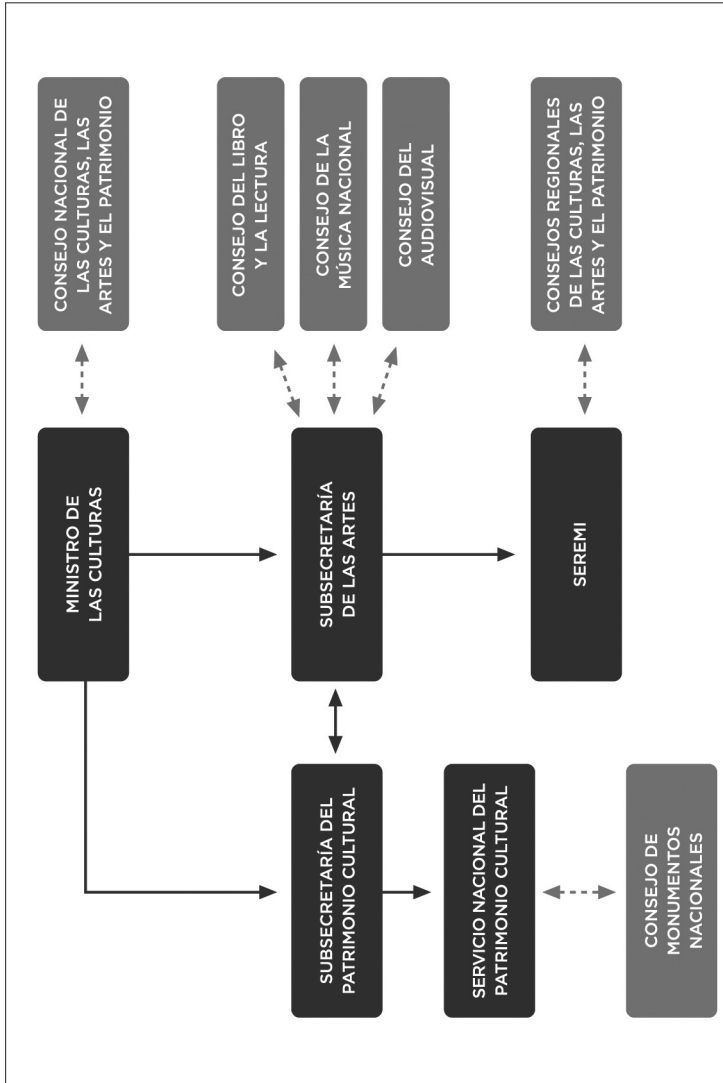 MINISTRO DE
LAS CULTURAS
CONSEJO NACIONAL DE
LAS CULTURAS, LAS
ARTES Y EL PATRIMONIO
SUBSECRETARÍA DEL
PATRIMONIO CULTURAL
SUBSECRETARÍA
DE LAS ARTES
CONSEJO DEL LIBRO
Y LA LECTURA
CONSEJO DE LA
MÚSICA NACIONAL
CONSEJO DEL
AUDIOVISUAL
SERVICIO NACIONAL DEL
PATRIMONIO CULTURAL
SEREMI
CONSEJOS REGIONALES
DE LAS CULTURAS, LAS
ARTES Y EL PATRIMONIO
CONSEJO DE
MONUMENTOS
NACIONALES